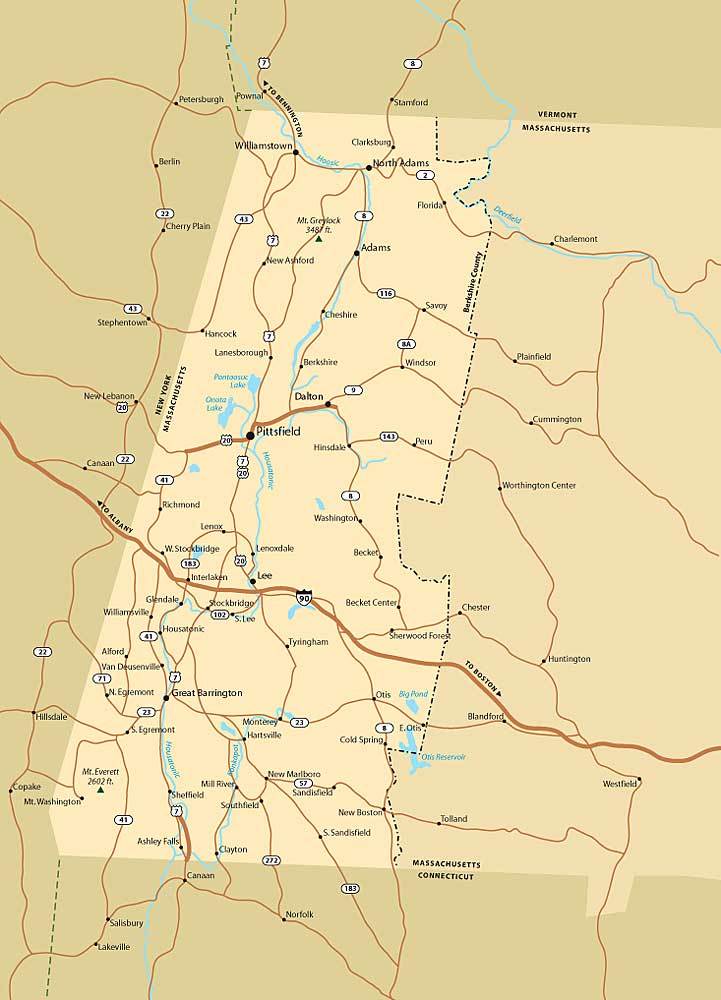 7
8
Pownal
TO BENNINGTON
Petersburgh
Stamford
VERMONT
MASSACHUSETTS
Williamstown
Clarksburg
Hoosic
North Adams
Berlin
2
Florida
22
43
8
Deerfield
Cherry Plain
Mt. Greylock
3487 ft.
7
Charlemont
Adams
New Ashford
Berkshire County
116
43
Stephentown
Cheshire
Savoy
Hancock
7
8A
Lanesborough
Berkshire
Windsor
Plainfield
NEW YORK
MASSACHUSETTS
Pontoosuc
Lake
9
New Lebanon
20
Onota
Lake
Dalton
Cummington
Pittsfield
20
143
Peru
Hinsdale
22
Canaan
7
20
Housatonic
41
Worthington Center
8
Richmond
TO ALBANY
Washington
Lenox
W. Stockbridge
Lenoxdale
Becket
183
20
Interlaken
Lee
90
Glendale
Stockbridge
Becket Center
Williamsville
102
S. Lee
Chester
Housatonic
41
Sherwood Forest
Tyringham
22
Alford
Van Deusenville
Huntington
TO BOSTON
71
7
N. Egremont
Great Barrington
Otis
Big Pond
Hillsdale
23
Monterey
23
Blandford
S. Egremont
Hartsville
8
E. Otis
Cold Spring
Housatonic
Konkapot
Otis Reservoir
Mt. Everett
2602 ft.
New Marlboro
57
Copake
Mill River
Sandisfield
Westfield
Mt. Washington
Sheffield
Southfield
7
New Boston
41
Tolland
S. Sandisfield
Ashley Falls
Clayton
272
MASSACHUSETTS
CONNECTICUT
Canaan
183
Salisbury
Norfolk
Lakeville